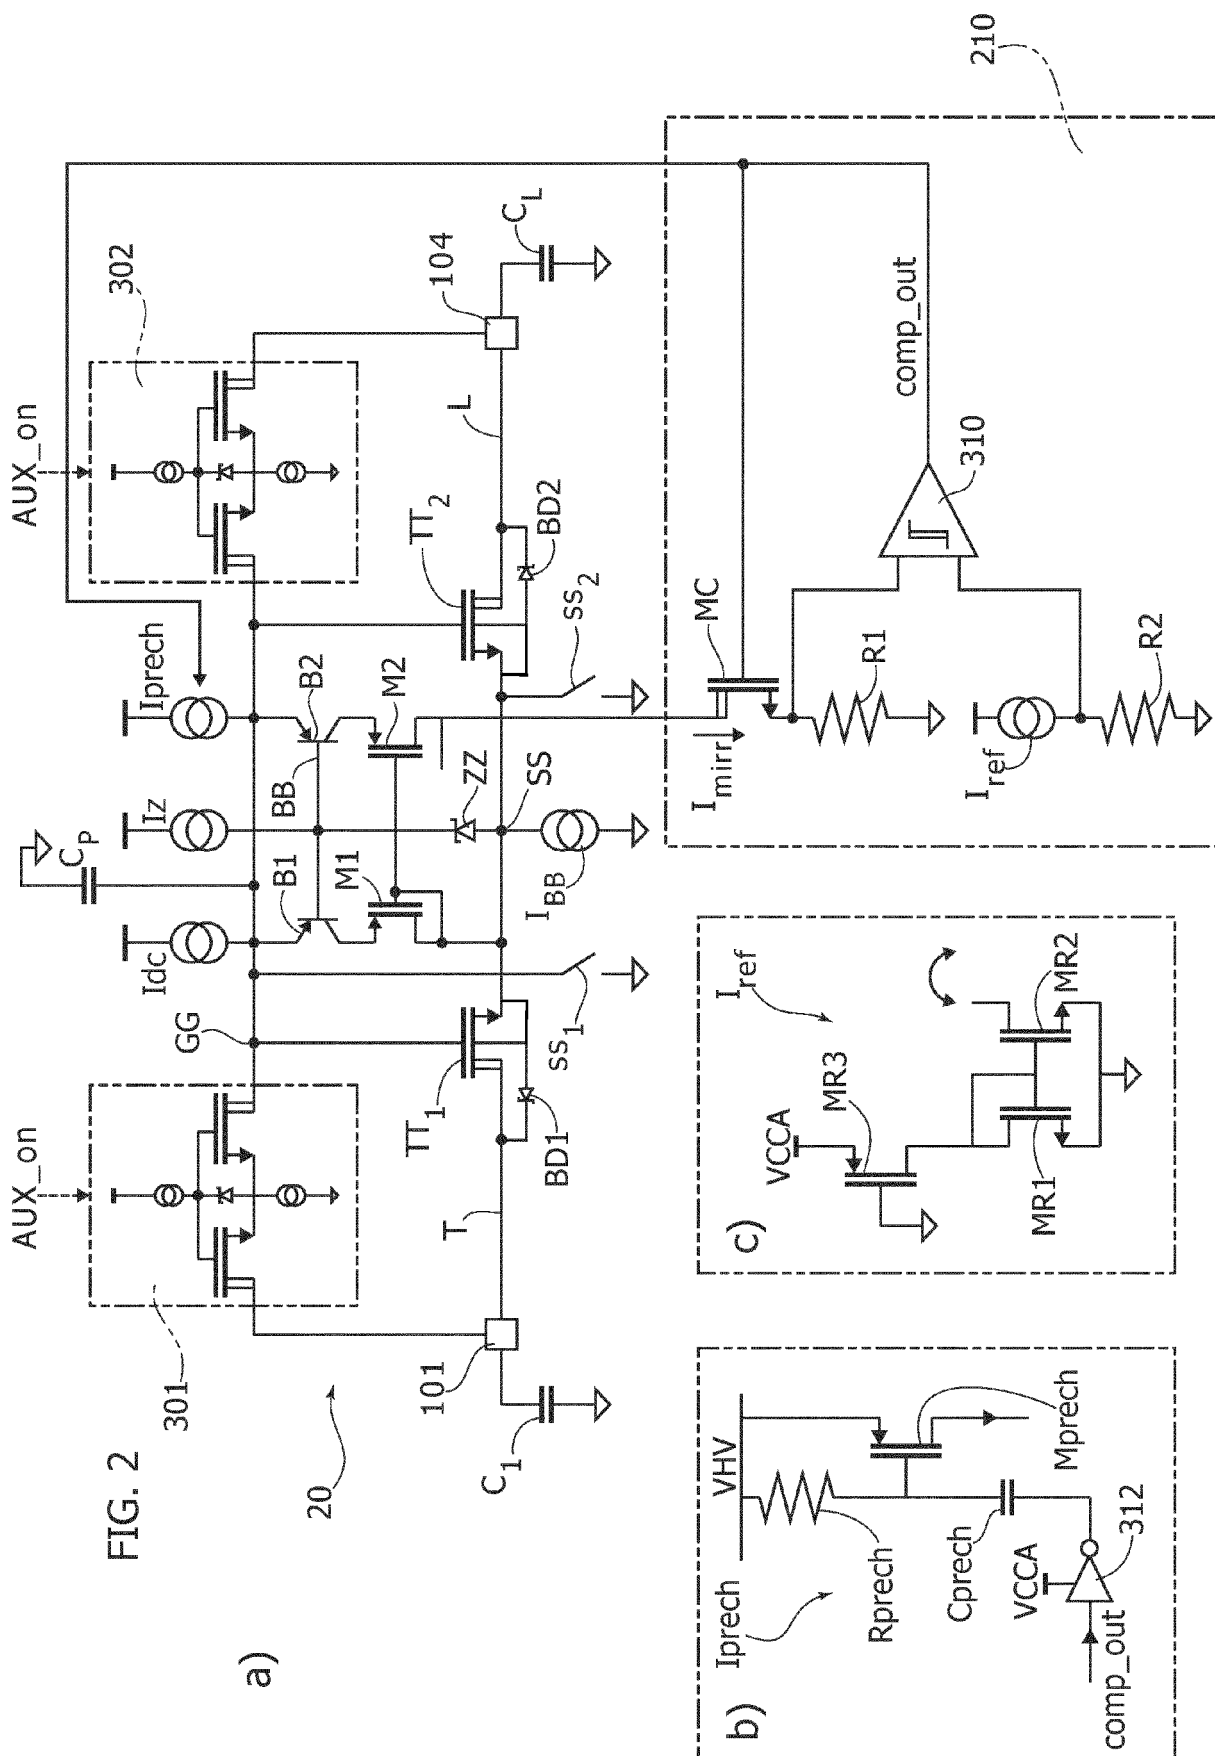 FIG. 2
a)
20
301
AUX_on
GG
Idc
C_P
Iz
Iprech
AUX_on
302
B1
BB
B2
M1
M2
ZZ
SS
C_1
101
T
TT_1
BD1
ss_1
I_BB
ss_2
TT_2
BD2
L
104
C_L
210
MC
I_mirr
R1
I_ref
R2
310
comp_out
b)
Iprech
VHV
Rprech
Cprech
Mprech
VCCA
312
comp_out
c)
I_ref
VCCA
MR3
MR1
MR2